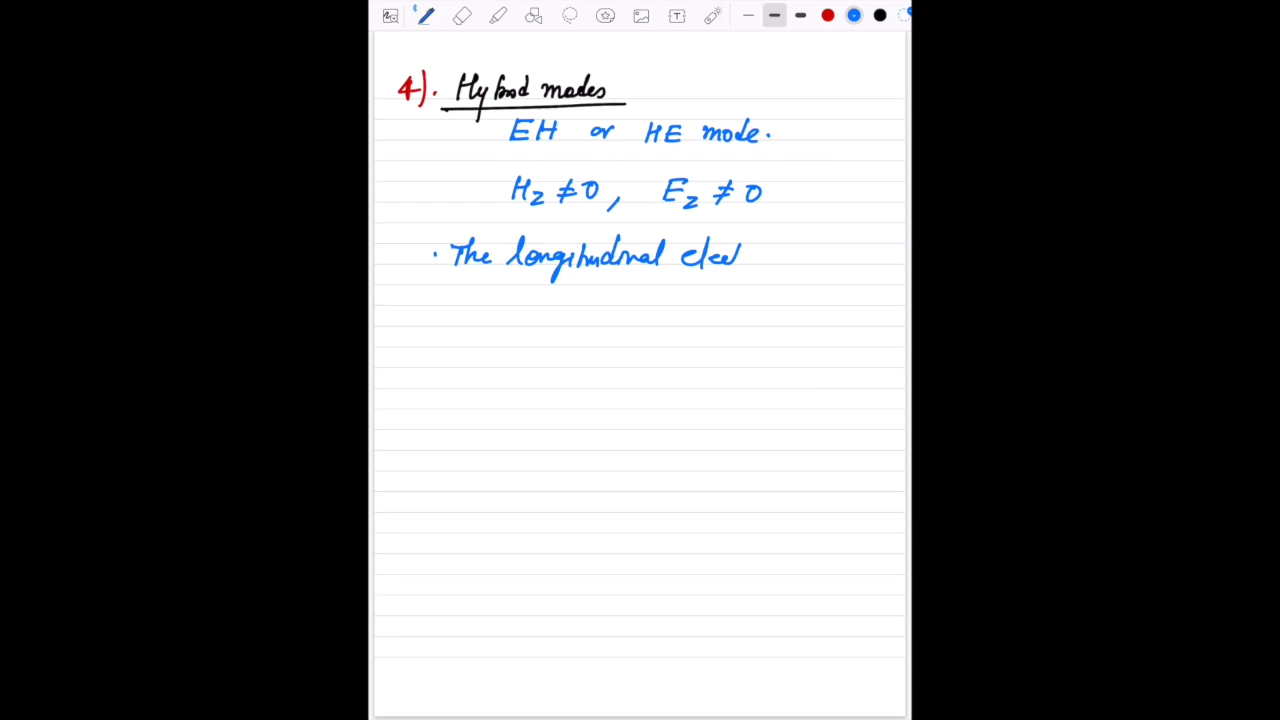 4). Hybrid modes
EH or HE mode.
Hz ≠ 0, Ez ≠ 0
· The longitudinal elec